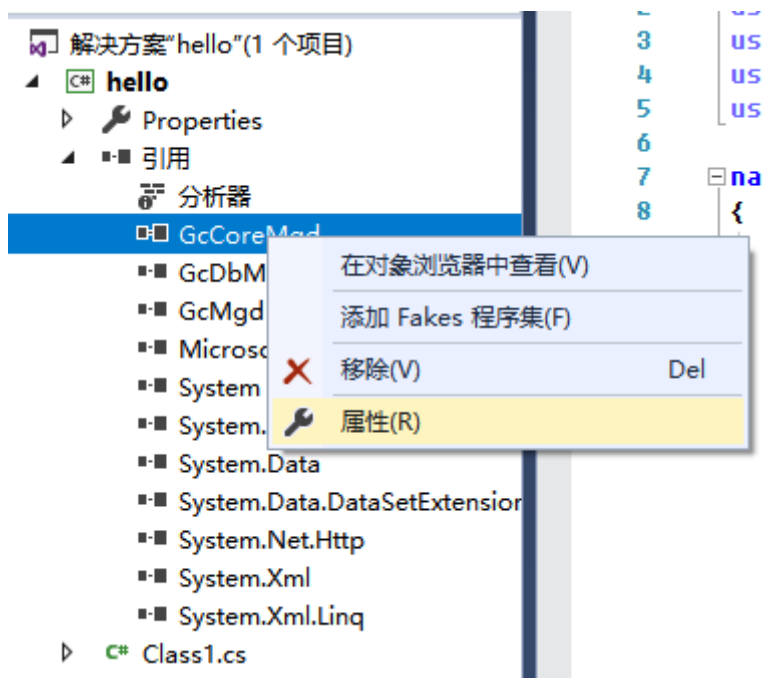 解决方案"hello"(1 个项目)
C# hello
Properties
引用
分析器
GcCoreMgd
GcDbM
GcMgd
Microso
System
System.
System.Data
System.Data.DataSetExtension
System.Net.Http
System.Xml
System.Xml.Linq
C# Class1.cs
在对象浏览器中查看(V)
添加 Fakes 程序集(F)
移除(V) Del
属性(R)
3 us
4 us
5 us
6
7 na
8 {